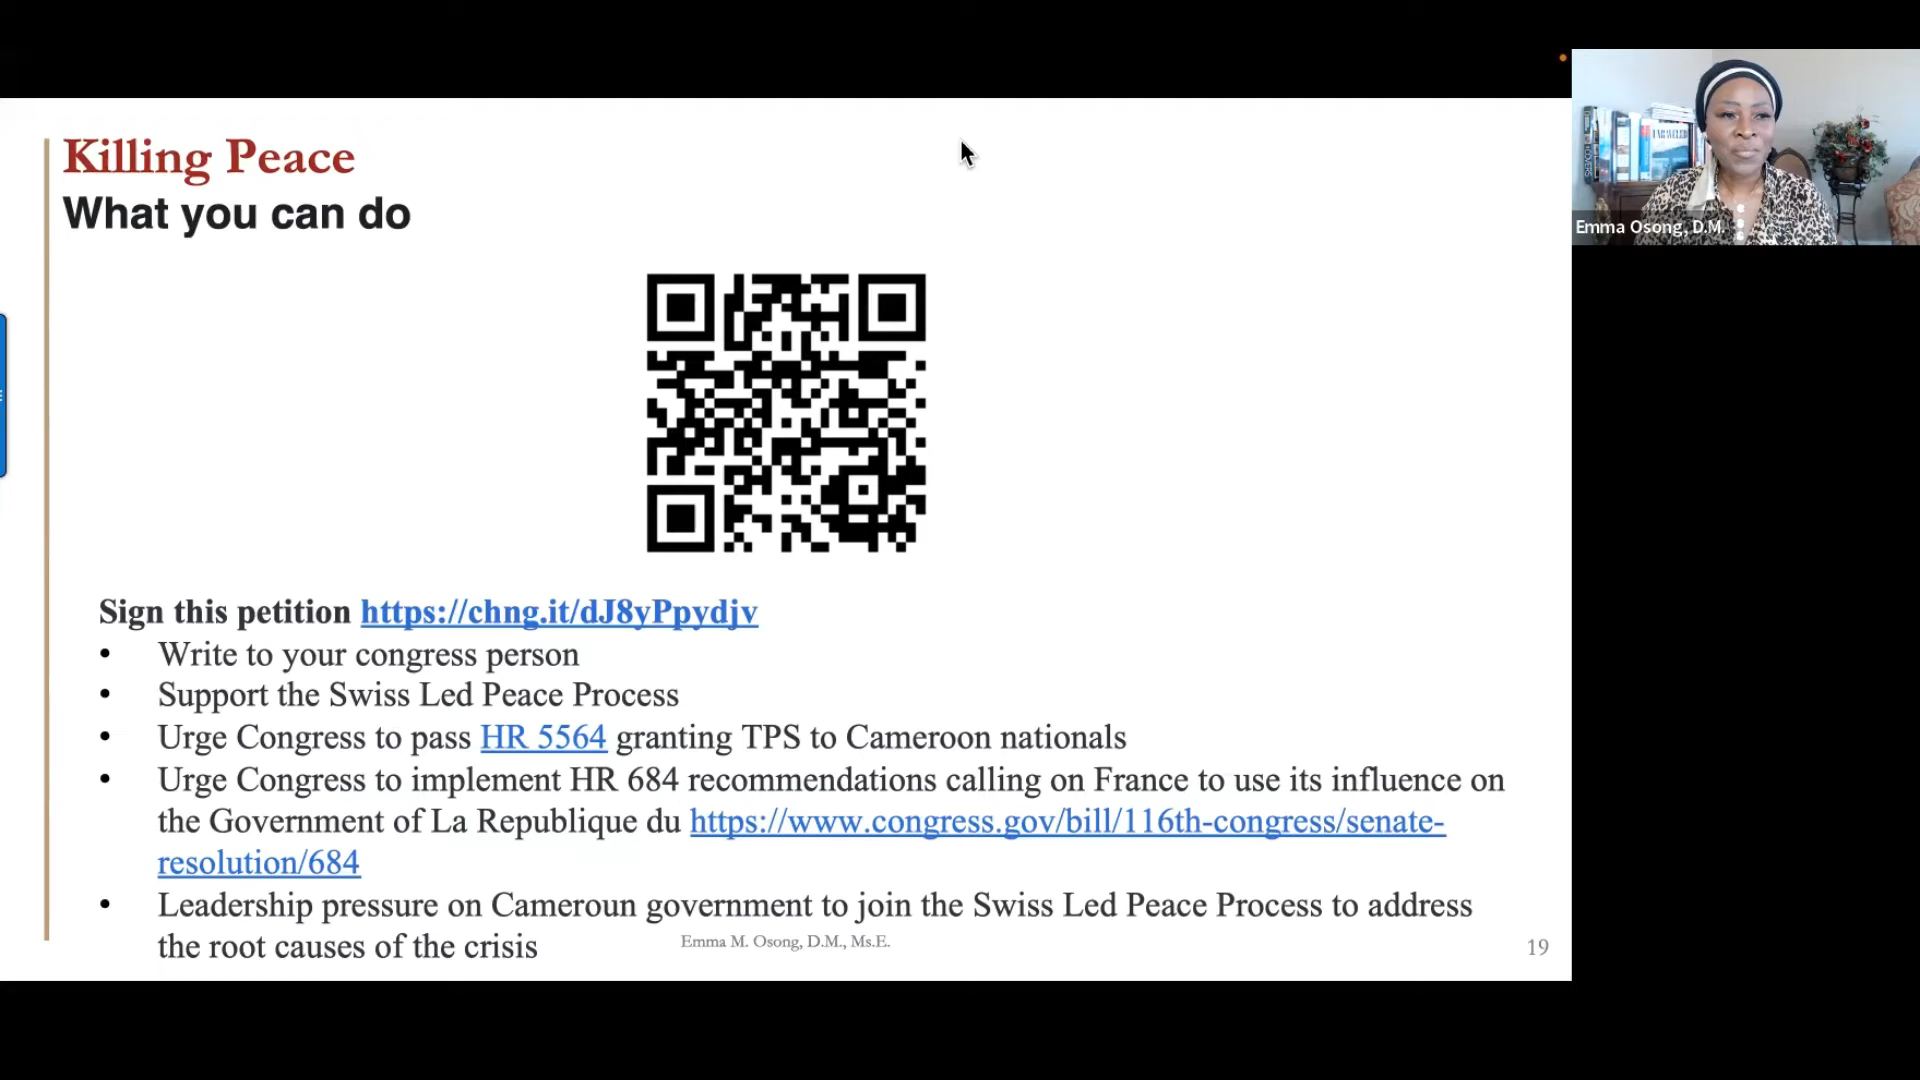 Killing Peace
What you can do
Sign this petition https://chng.it/dJ8yPpydjv
• Write to your congress person
• Support the Swiss Led Peace Process
• Urge Congress to pass HR 5564 granting TPS to Cameroon nationals
• Urge Congress to implement HR 684 recommendations calling on France to use its influence on
the Government of La Republique du https://www.congress.gov/bill/116th-congress/senate-
resolution/684
• Leadership pressure on Cameroun government to join the Swiss Led Peace Process to address
the root causes of the crisis
Emma M. Osong, D.M., Ms.E.
19
Emma Osong, D.M.